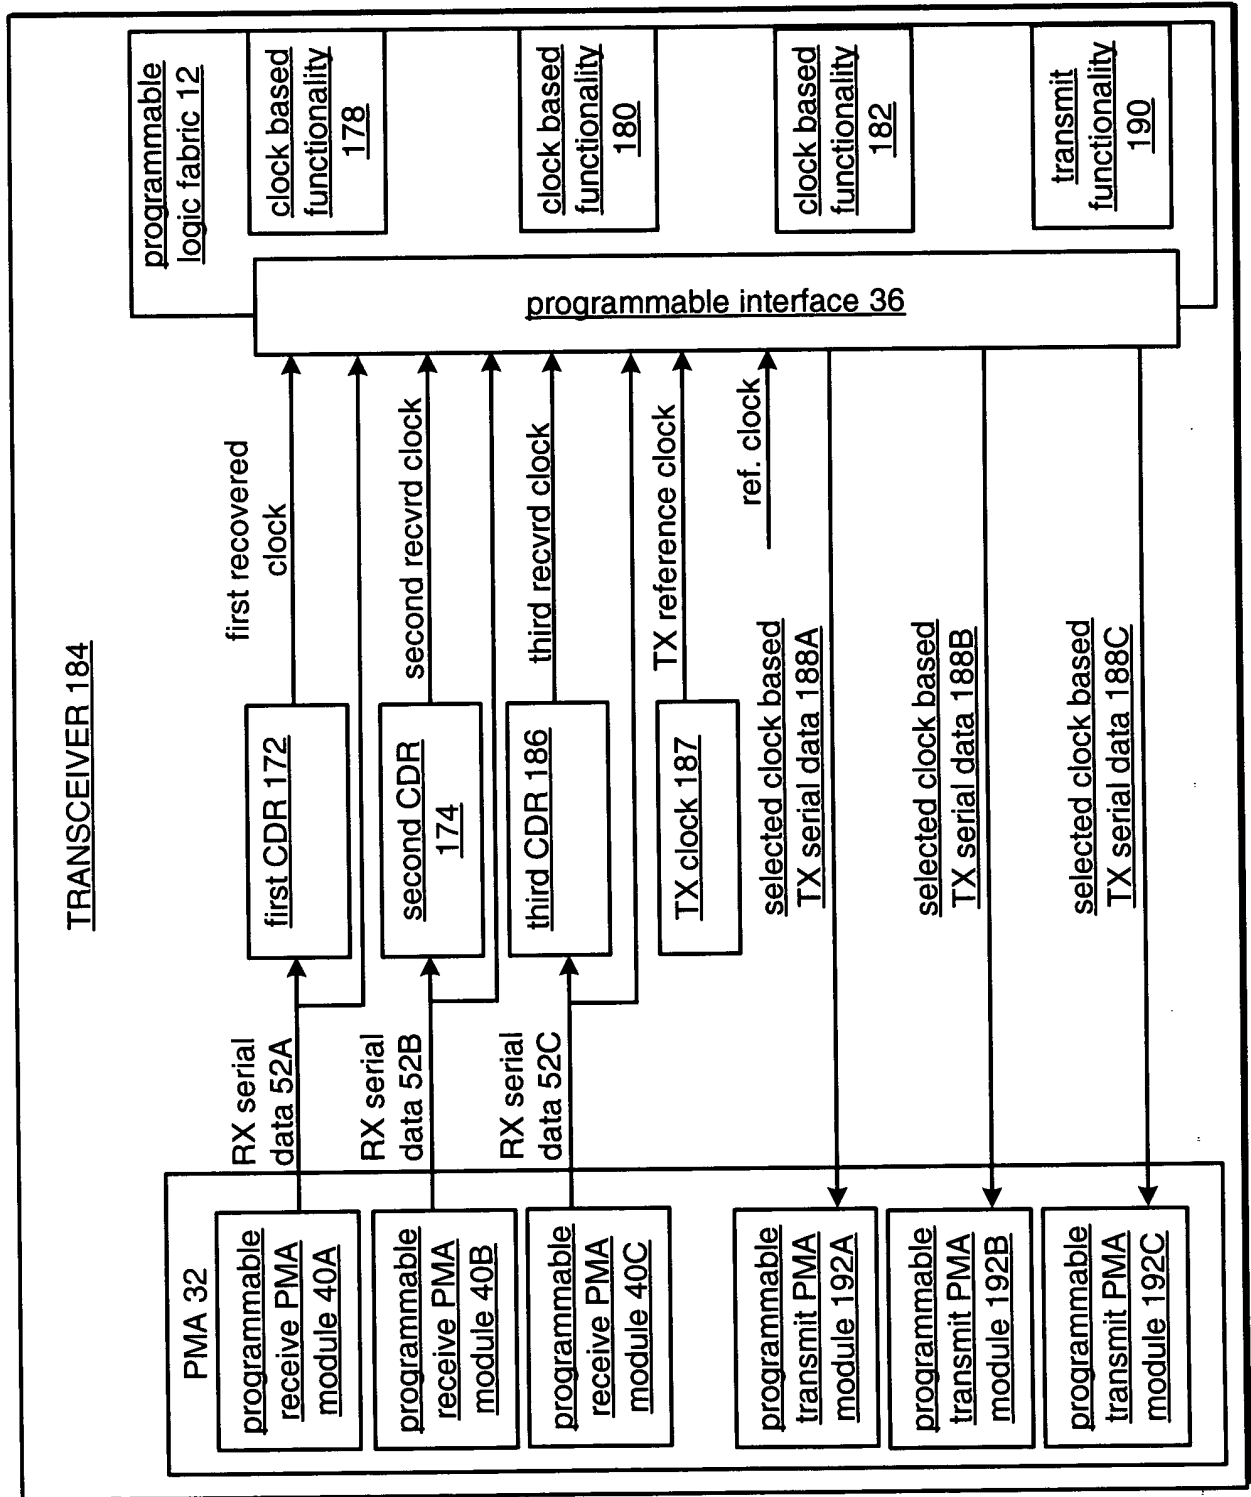 TRANSCEIVER 184
PMA 32
programmable
receive PMA
module 40A
programmable
receive PMA
module 40B
programmable
receive PMA
module 40C
programmable
transmit PMA
module 192A
programmable
transmit PMA
module 192B
programmable
transmit PMA
module 192C
RX serial
data 52A
RX serial
data 52B
RX serial
data 52C
first CDR 172
second CDR
174
third CDR 186
TX clock 187
selected clock based
TX serial data 188A
selected clock based
TX serial data 188B
selected clock based
TX serial data 188C
first recovered
clock
second recvrd clock
third recvrd clock
TX reference clock
ref. clock
programmable interface 36
programmable
logic fabric 12
clock based
functionality
178
clock based
functionality
180
clock based
functionality
182
transmit
functionality
190